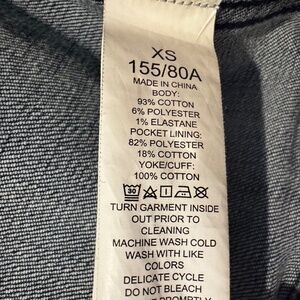 XS
155/80A
MADE IN CHINA
BODY:
93% COTTON
6% POLYESTER
1% ELASTANE
POCKET LINING:
82% POLYESTER
18% COTTON
YOKE/CUFF:
100% COTTON
30
TURN GARMENT INSIDE
OUT PRIOR TO
CLEANING
MACHINE WASH COLD
WASH WITH LIKE
COLORS
DELICATE CYCLE
DO NOT BLEACH
PROMPTLY